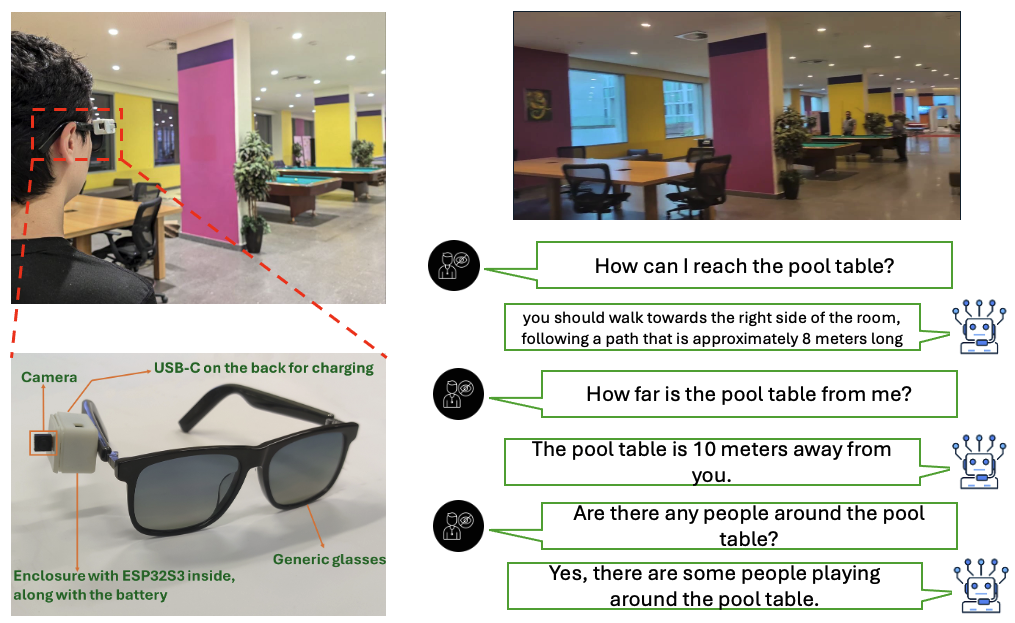 How can I reach the pool table?
you should walk towards the right side of the room,
following a path that is approximately 8 meters long
How far is the pool table from me?
The pool table is 10 meters away from
you.
Are there any people around the pool
table?
Yes, there are some people playing
around the pool table.
USB-C on the back for charging
Camera
Generic glasses
Enclosure with ESP32S3 inside,
along with the battery